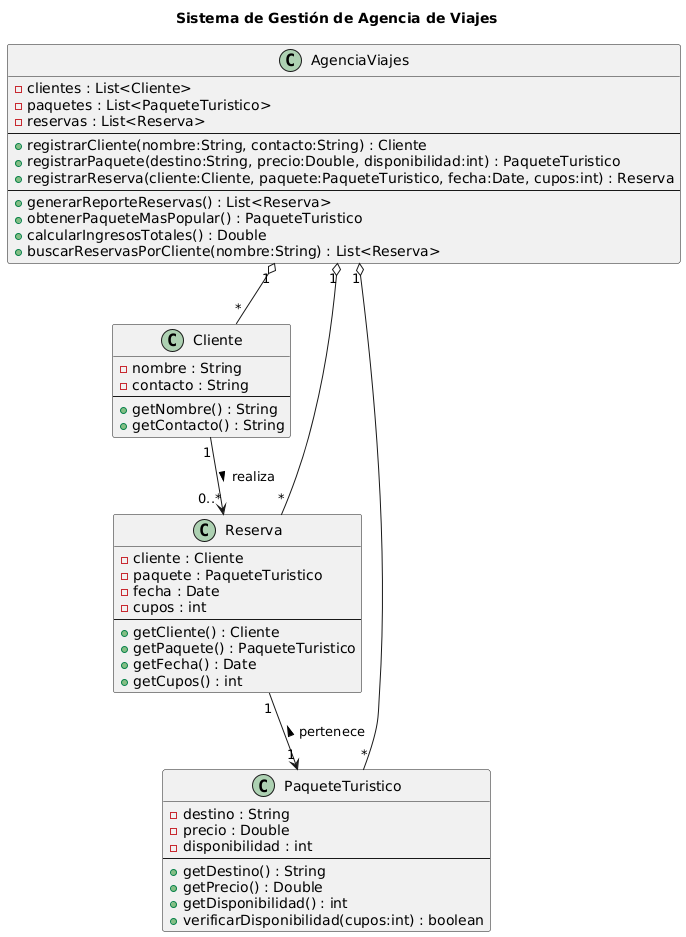 Sistema de Gestión de Agencia de Viajes
C AgenciaViajes
clientes : List<Cliente>
paquetes : List<PaqueteTuristico>
reservas : List<Reserva>
registrarCliente(nombre:String, contacto:String) : Cliente
registrarPaquete(destino:String, precio:Double, disponibilidad:int) : PaqueteTuristico
registrarReserva(cliente:Cliente, paquete:PaqueteTuristico, fecha:Date, cupos:int) : Reserva
generarReporteReservas() : List<Reserva>
obtenerPaqueteMasPopular() : PaqueteTuristico
calcularIngresosTotales() : Double
buscarReservasPorCliente(nombre:String) : List<Reserva>
1 1 1
*
C Cliente
nombre : String
contacto : String
getNombre() : String
getContacto() : String
1
realiza
0..* *
C Reserva
cliente : Cliente
paquete : PaqueteTuristico
fecha : Date
cupos : int
getCliente() : Cliente
getPaquete() : PaqueteTuristico
getFecha() : Date
getCupos() : int
1
pertenece
1 *
C PaqueteTuristico
destino : String
precio : Double
disponibilidad : int
getDestino() : String
getPrecio() : Double
getDisponibilidad() : int
verificarDisponibilidad(cupos:int) : boolean